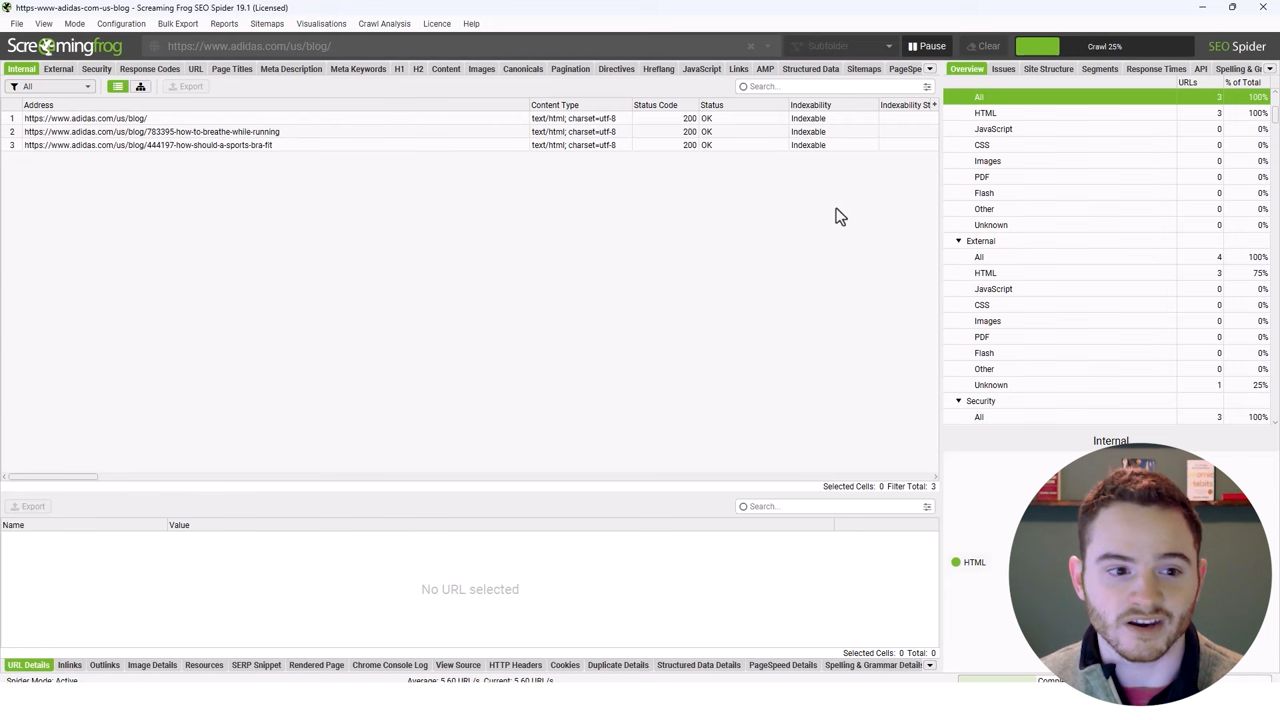 https-www-adidas-com-us-blog - Screaming Frog SEO Spider 19.1 (Licensed)
File View Mode Configuration Bulk Export Reports Sitemaps Visualisations Crawl Analysis Licence Help
Screamingfrog https://www.adidas.com/us/blog/ Subfolder Pause Clear Crawl 25% SEO Spider
Internal External Security Response Codes URL Page Titles Meta Description Meta Keywords H1 H2 Content Images Canonicals Pagination Directives Hreflang JavaScript Links AMP Structured Data Sitemaps PageSpe Overview Issues Site Structure Segments Response Times API Spelling & Gr
All Export Search... URLs % of Total
Address Content Type Status Code Status Indexability Indexability St All 3 100%
1 https://www.adidas.com/us/blog/ text/html; charset=utf-8 200 OK Indexable HTML 3 100%
2 https://www.adidas.com/us/blog/783395-how-to-breathe-while-running text/html; charset=utf-8 200 OK Indexable JavaScript 0 0%
3 https://www.adidas.com/us/blog/444197-how-should-a-sports-bra-fit text/html; charset=utf-8 200 OK Indexable CSS 0 0%
Images 0 0%
PDF 0 0%
Flash 0 0%
Other 0 0%
Unknown 0 0%
External
All 4 100%
HTML 3 75%
JavaScript 0 0%
CSS 0 0%
Images 0 0%
PDF 0 0%
Flash 0 0%
Other 0 0%
Unknown 1 25%
Security
All 3 100%
Internal
Selected Cells: 0 Filter Total: 3
Export Search...
Name Value
HTML
No URL selected
Selected Cells: 0 Total: 0
URL Details Inlinks Outlinks Image Details Resources SERP Snippet Rendered Page Chrome Console Log View Source HTTP Headers Cookies Duplicate Details Structured Data Details PageSpeed Details Spelling & Grammar Details
Spider Mode: Active Average: 5.60 URL/s. Current: 5.60 URL/s. Comp